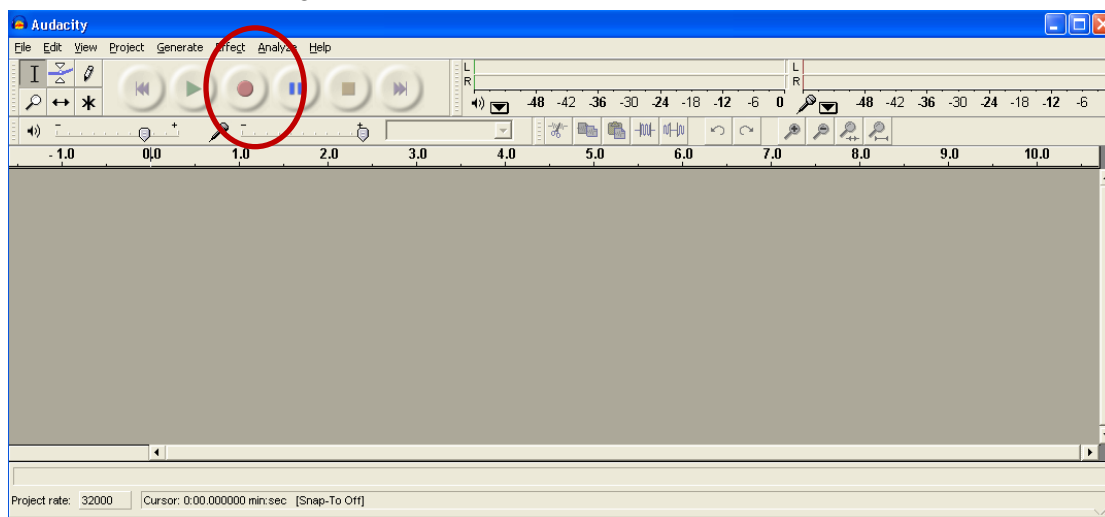 Audacity
File Edit View Project Generate Effect Analyze Help
L
R
-48 -42 -36 -30 -24 -18 -12 -6 0
L
R
-48 -42 -36 -30 -24 -18 -12 -6
- + - +
- 1.0 0.0 1.0 2.0 3.0 4.0 5.0 6.0 7.0 8.0 9.0 10.0
Project rate: 32000 Cursor: 0:00.000000 min:sec [Snap-To Off]